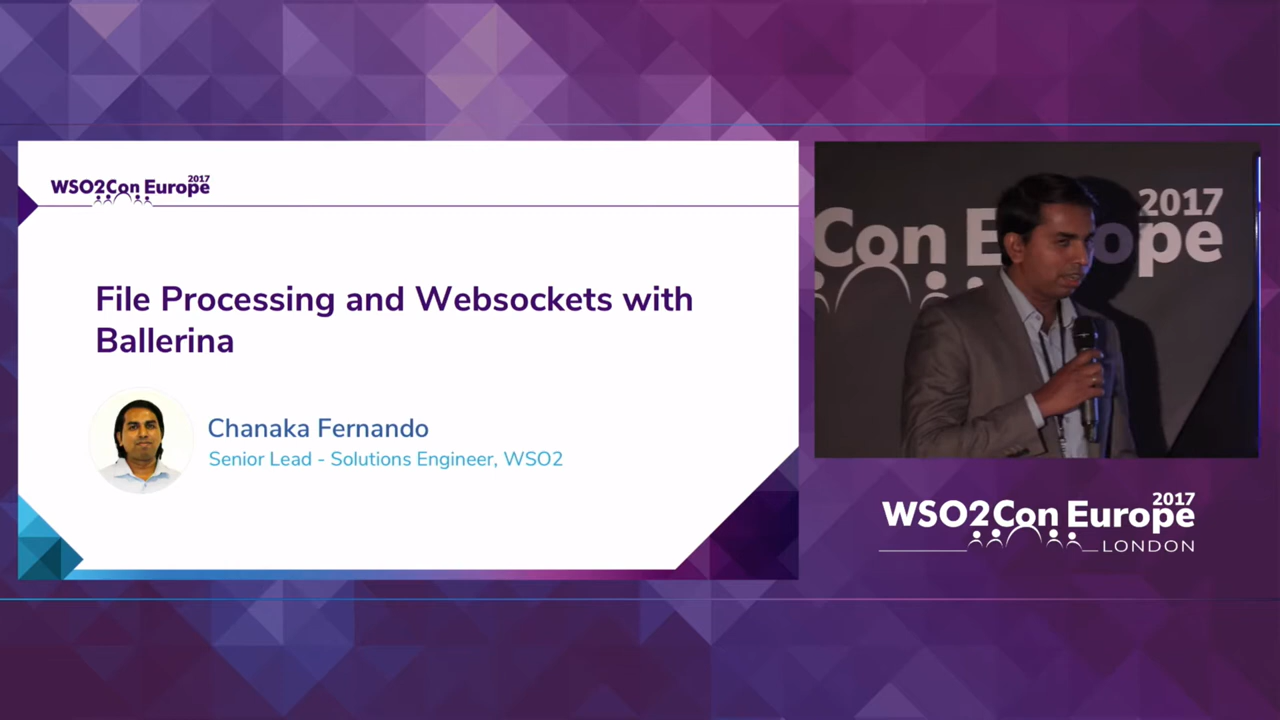 WSO2Con Europe 2017
File Processing and Websockets with
Ballerina
Chanaka Fernando
Senior Lead - Solutions Engineer, WSO2
2017
Con E
ope
WSO2Con Europe 2017
LONDON